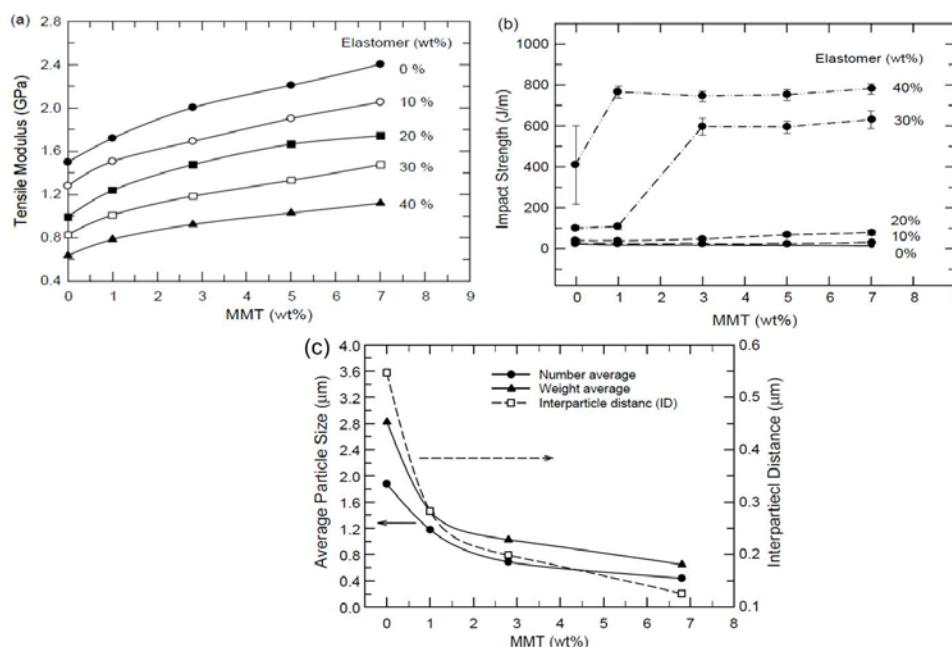 (a)
2.8
2.4
2.0
1.6
1.2
0.8
0.4
Tensile Modulus (GPa)
Elastomer (wt%)
0 %
10 %
20 %
30 %
40 %
0 1 2 3 4 5 6 7 8 9
MMT (wt%)
(b)
1000
800
600
400
200
0
Impact Strength (J/m)
Elastomer (wt%)
40%
30%
20%
10%
0%
0 1 2 3 4 5 6 7 8
MMT (wt%)
(c)
4.0
3.6
3.2
2.8
2.4
2.0
1.6
1.2
0.8
0.4
0.0
Average Particle Size (μm)
Number average
Weight average
Interparticle distanc (ID)
0.6
0.5
0.4
0.3
0.2
0.1
Interpartiecl Distance (μm)
0 1 2 3 4 5 6 7 8
MMT (wt%)